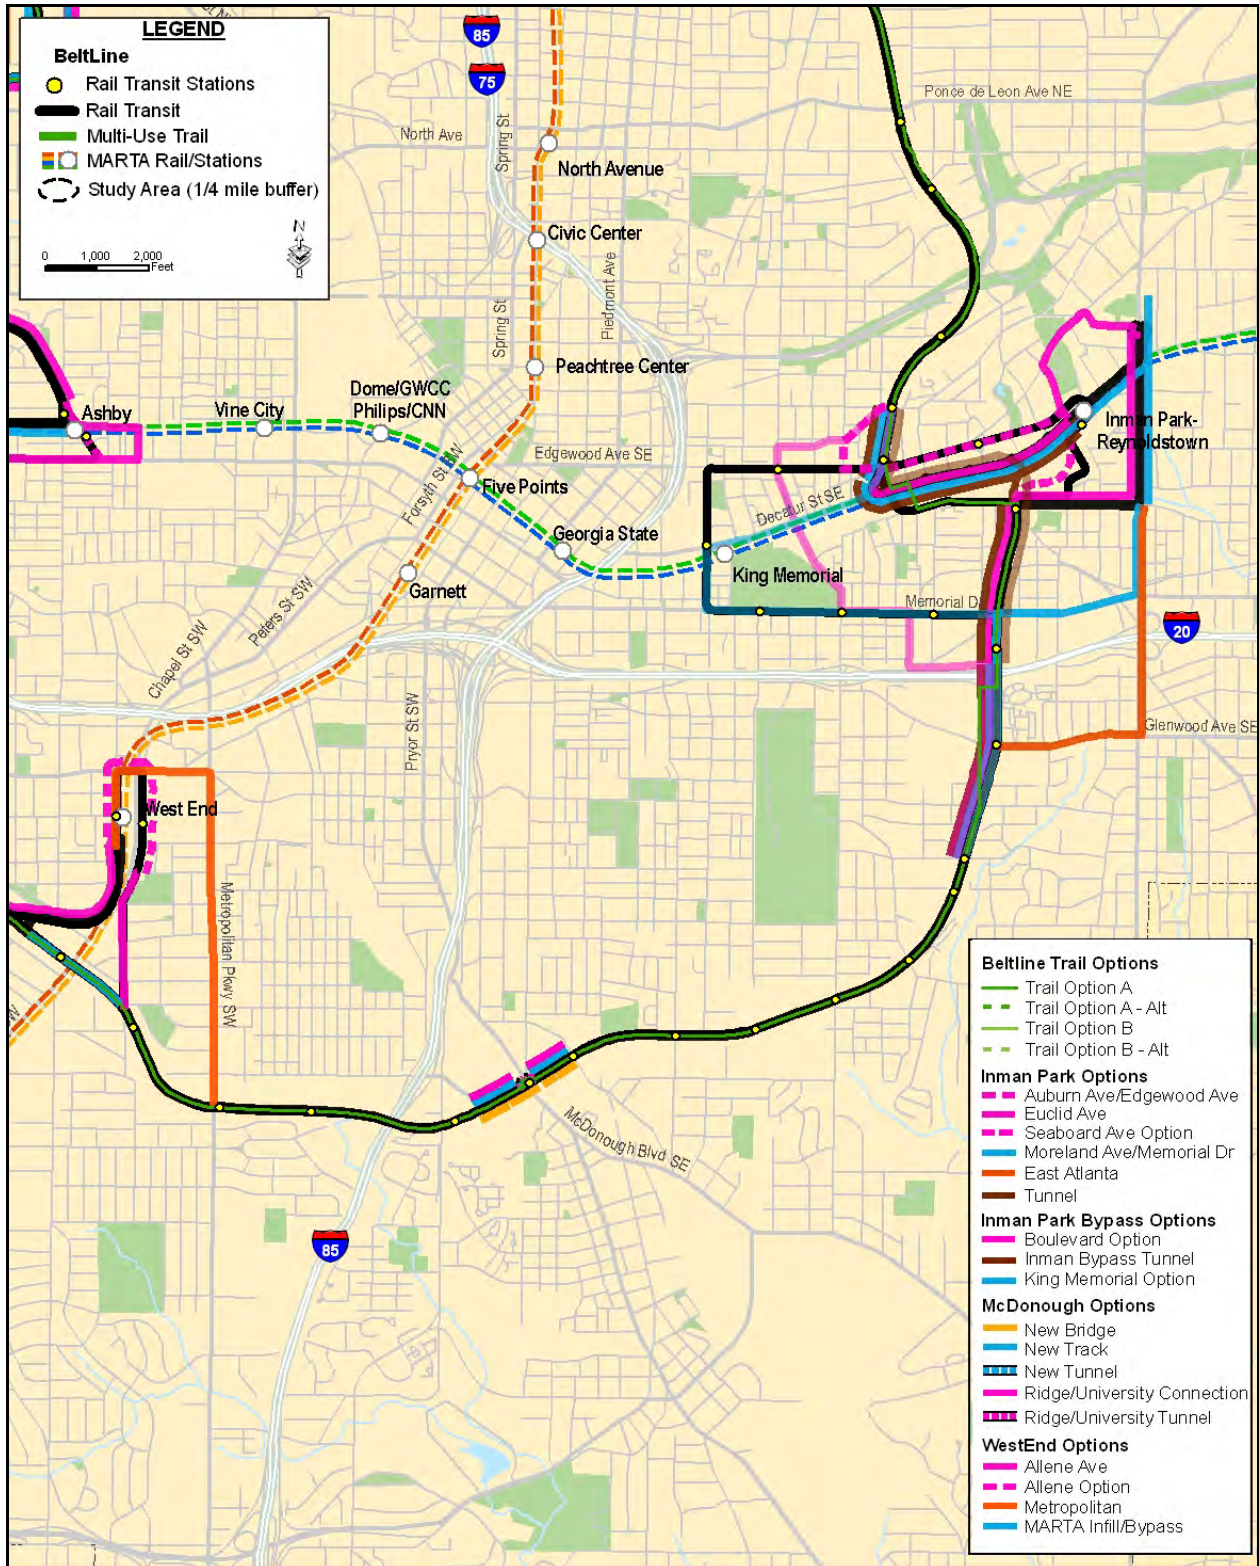 LEGEND
BeltLine
Rail Transit Stations
Rail Transit
Multi-Use Trail
MARTA Rail/Stations
Study Area (1/4 mile buffer)
N
0 1,000 2,000
Feet
85
75
Ponce de Leon Ave NE
North Ave
Spring St
North Avenue
Civic Center
Piedmont Ave
Spring St
Peachtree Center
Dome/GWCC
Philips/CNN
Ashby
Vine City
Inman Park-
Reynoldstown
Edgewood Ave SE
Forsyth St SW
Five Points
Decatur St SE
Georgia State
King Memorial
Garnett
Peters St SW
Memorial D
20
Chapel St SW
Pryor St SW
Glenwood Ave SE
West End
Metropolitan Pkwy SW
W
McDonough Blvd SE
85
Beltline Trail Options
Trail Option A
Trail Option A - Alt
Trail Option B
Trail Option B - Alt
Inman Park Options
Auburn Ave/Edgewood Ave
Euclid Ave
Seaboard Ave Option
Moreland Ave/Memorial Dr
East Atlanta
Tunnel
Inman Park Bypass Options
Boulevard Option
Inman Bypass Tunnel
King Memorial Option
McDonough Options
New Bridge
New Track
New Tunnel
Ridge/University Connection
Ridge/University Tunnel
WestEnd Options
Allene Ave
Allene Option
Metropolitan
MARTA Infill/Bypass